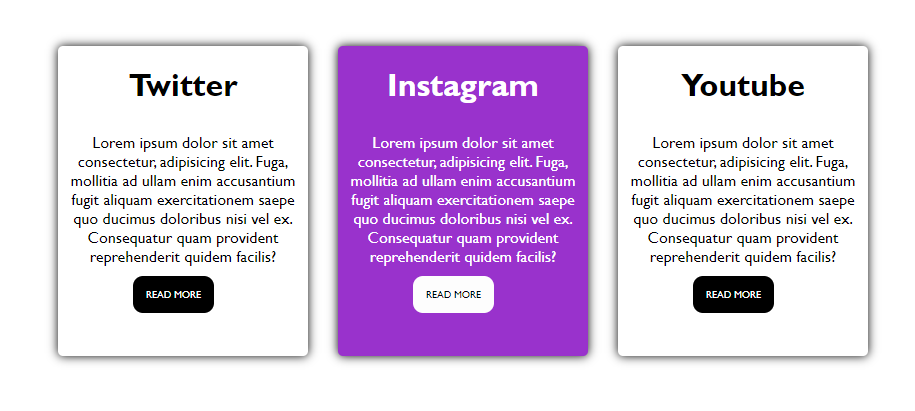 Twitter
Lorem ipsum dolor sit amet
consectetur, adipisicing elit. Fuga,
mollitia ad ullam enim accusantium
fugit aliquam exercitationem saepe
quo ducimus doloribus nisi vel ex.
Consequatur quam provident
reprehenderit quidem facilis?
READ MORE
Instagram
Lorem ipsum dolor sit amet
consectetur, adipisicing elit. Fuga,
mollitia ad ullam enim accusantium
fugit aliquam exercitationem saepe
quo ducimus doloribus nisi vel ex.
Consequatur quam provident
reprehenderit quidem facilis?
READ MORE
Youtube
Lorem ipsum dolor sit amet
consectetur, adipisicing elit. Fuga,
mollitia ad ullam enim accusantium
fugit aliquam exercitationem saepe
quo ducimus doloribus nisi vel ex.
Consequatur quam provident
reprehenderit quidem facilis?
READ MORE